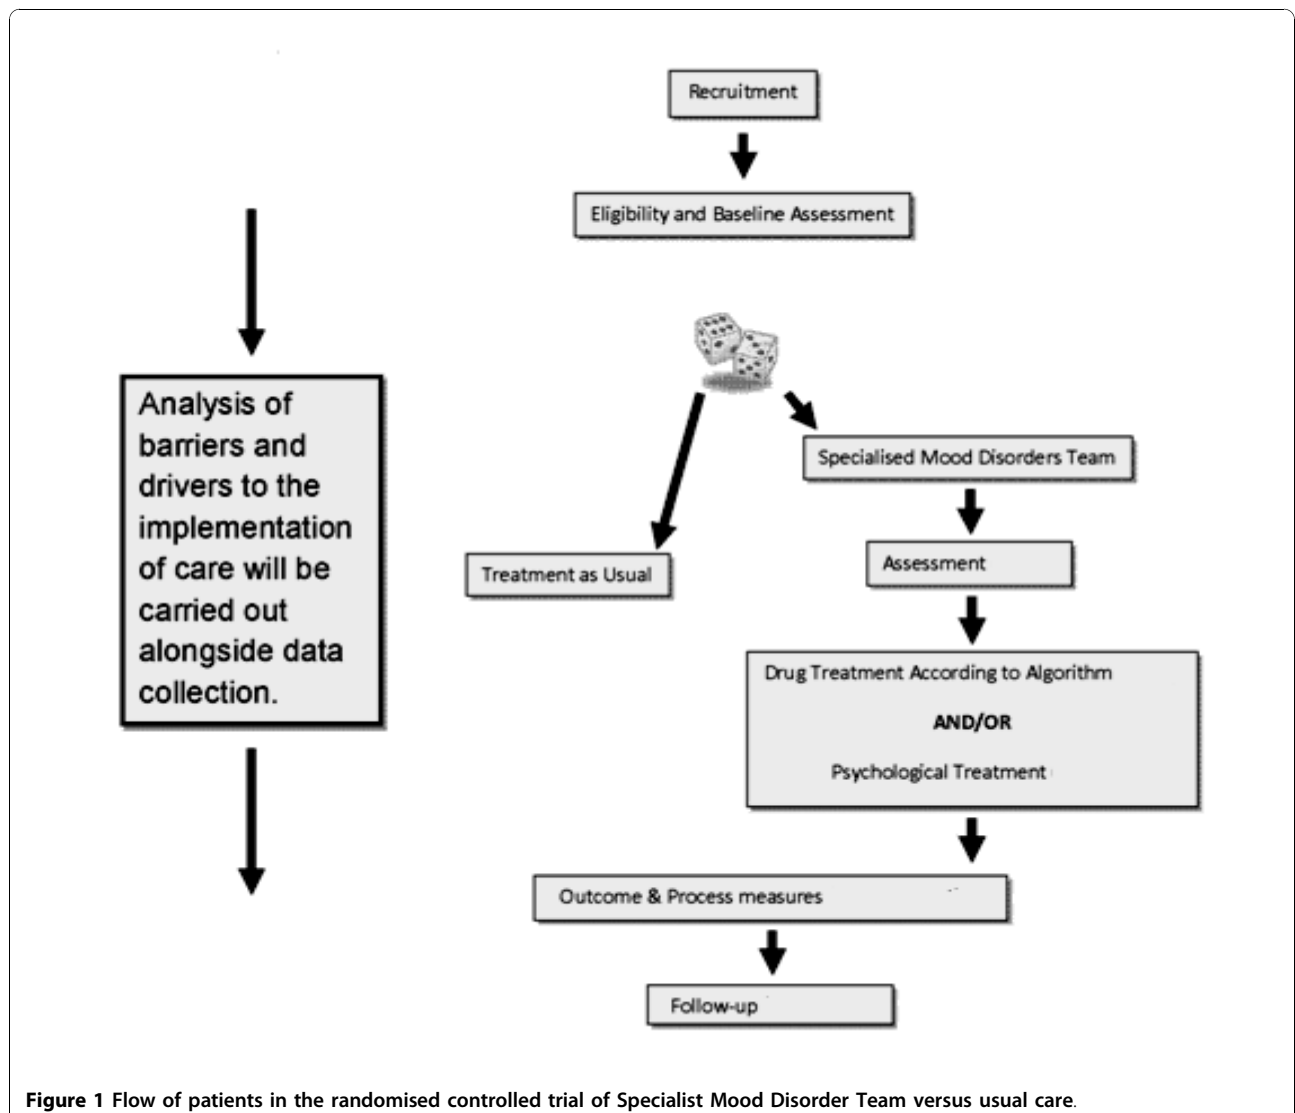 Recruitment
Eligibility and Baseline Assessment
Analysis of
barriers and
drivers to the
implementation
of care will be
carried out
alongside data
collection.
Specialised Mood Disorders Team
Treatment as Usual
Assessment
Drug Treatment According to Algorithm
AND/OR
Psychological Treatment
Outcome & Process measures
Follow-up
Figure 1 Flow of patients in the randomised controlled trial of Specialist Mood Disorder Team versus usual care.